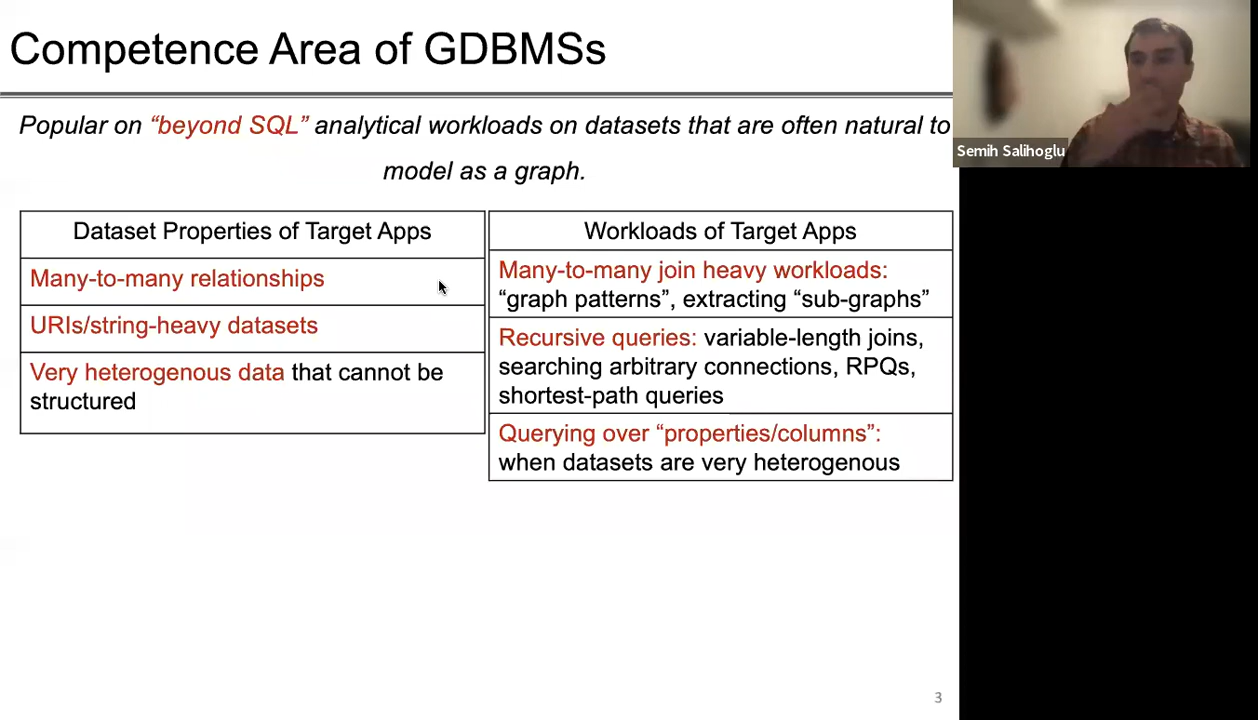 Competence Area of GDBMSs
Popular on “beyond SQL” analytical workloads on datasets that are often natural to
model as a graph.
Dataset Properties of Target Apps
Many-to-many relationships
URIs/string-heavy datasets
Very heterogenous data that cannot be
structured
Workloads of Target Apps
Many-to-many join heavy workloads:
“graph patterns”, extracting “sub-graphs”
Recursive queries: variable-length joins,
searching arbitrary connections, RPQs,
shortest-path queries
Querying over “properties/columns”:
when datasets are very heterogenous
Semih Salihoglu
3